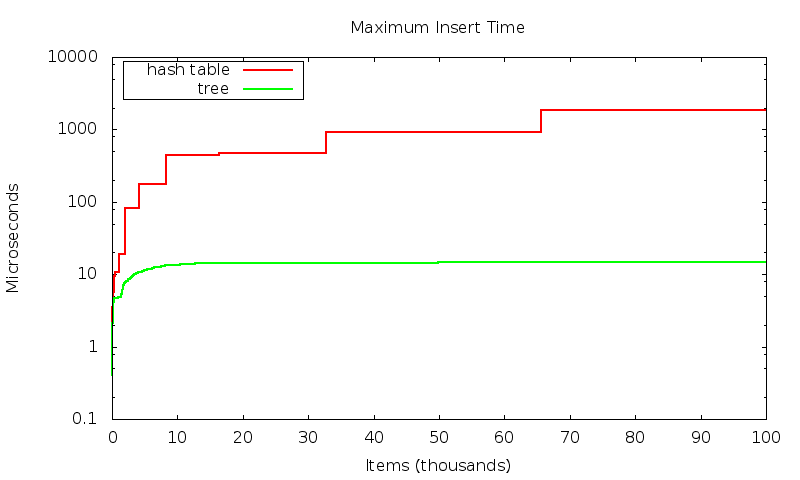 Maximum Insert Time
10000
1000
100
10
1
0.1
Microseconds
hash table
tree
0 10 20 30 40 50 60 70 80 90 100
Items (thousands)